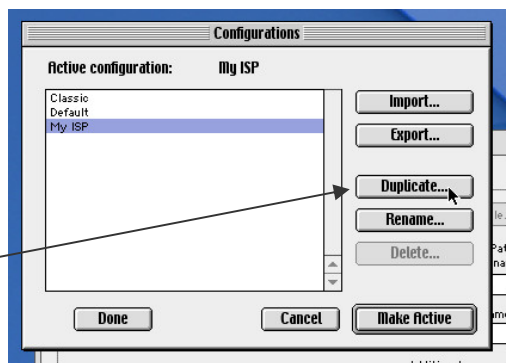 Configurations
Active configuration: My ISP
Classic
Default
My ISP
Import...
Export...
Duplicate...
Rename...
Delete...
Done Cancel Make Active